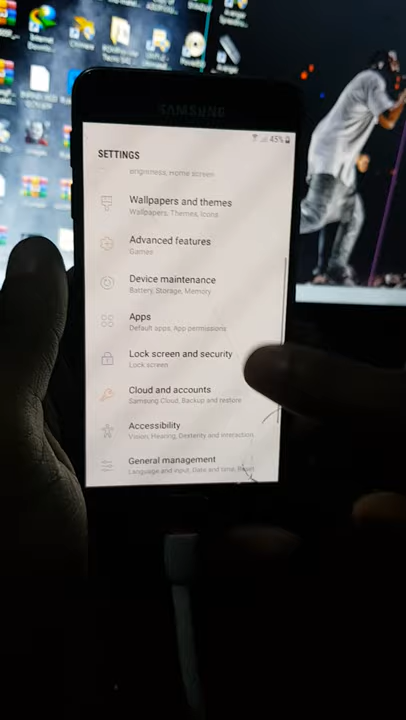 SAMSUNG
45%
SETTINGS
Brightness, Home screen
Wallpapers and themes
Wallpapers, Themes, Icons
Advanced features
Games
Device maintenance
Battery, Storage, Memory
Apps
Default apps, App permissions
Lock screen and security
Lock screen
Cloud and accounts
Samsung Cloud, Backup and restore
Accessibility
Vision, Hearing, Dexterity and interaction
General management
Language and input, Date and time, Reset